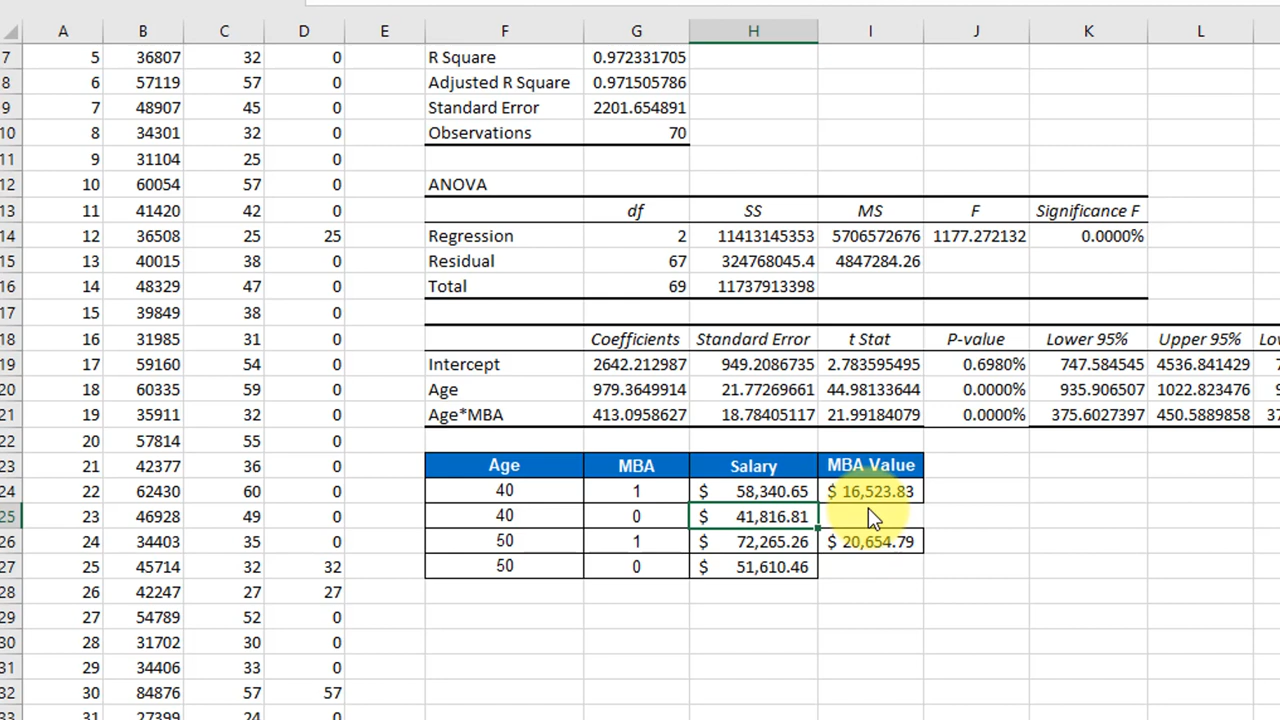 A B C D E F G H I J K L
7 5 36807 32 0 R Square 0.972331705
8 6 57119 57 0 Adjusted R Square 0.971505786
9 7 48907 45 0 Standard Error 2201.654891
10 8 34301 32 0 Observations 70
11 9 31104 25 0
12 10 60054 57 0 ANOVA
13 11 41420 42 0 df SS MS F Significance F
14 12 36508 25 25 Regression 2 11413145353 5706572676 1177.272132 0.0000%
15 13 40015 38 0 Residual 67 324768045.4 4847284.26
16 14 48329 47 0 Total 69 11737913398
17 15 39849 38 0
18 16 31985 31 0 Coefficients Standard Error t Stat P-value Lower 95% Upper 95% Lo
19 17 59160 54 0 Intercept 2642.212987 949.2086735 2.783595495 0.6980% 747.584545 4536.841429 7
20 18 60335 59 0 Age 979.3649914 21.77269661 44.98133644 0.0000% 935.906507 1022.823476 9
21 19 35911 32 0 Age*MBA 413.0958627 18.78405117 21.99184079 0.0000% 375.6027397 450.5889858 37
22 20 57814 55 0
23 21 42377 36 0 Age MBA Salary MBA Value
24 22 62430 60 0 40 1 $ 58,340.65 $ 16,523.83
25 23 46928 49 0 40 0 $ 41,816.81
26 24 34403 35 0 50 1 $ 72,265.26 $ 20,654.79
27 25 45714 32 32 50 0 $ 51,610.46
28 26 42247 27 27
29 27 54789 52 0
30 28 31702 30 0
31 29 34406 33 0
32 30 84876 57 57
33 31 27399 24 0